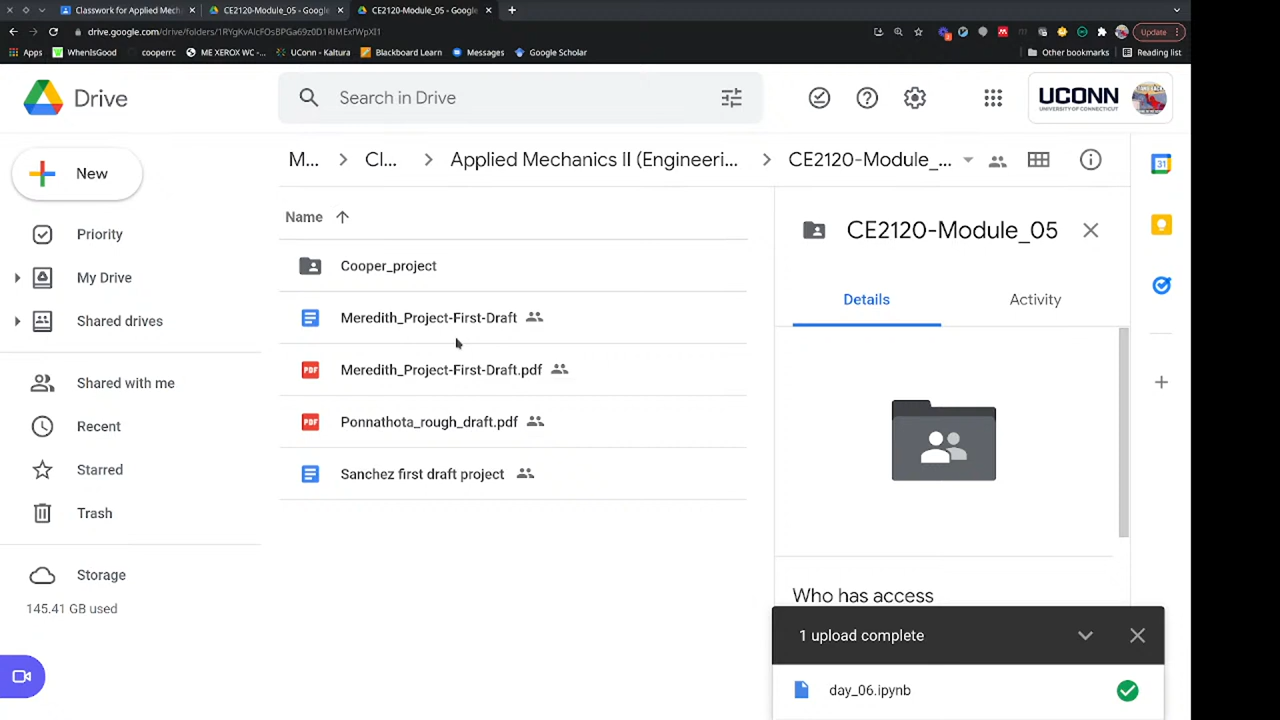 Classwork for Applied Mech
CE2120-Module_05 - Google
CE2120-Module_05 - Google
drive.google.com/drive/folders/
Update
Apps
WhenIsGood
cooperrc
ME XEROX WC -...
UConn - Kaltura
Blackboard Learn
Messages
Google Scholar
Other bookmarks
Reading list
Drive
Search in Drive
UCONN
UNIVERSITY OF CONNECTICUT
New
M...
Cl...
Applied Mechanics II (Engineeri...
CE2120-Module_...
31
Priority
My Drive
Shared drives
Shared with me
Recent
Starred
Trash
Storage
145.41 GB used
Name
Cooper_project
Meredith_Project-First-Draft
PDF Meredith_Project-First-Draft.pdf
PDF Ponnathota_rough_draft.pdf
Sanchez first draft project
CE2120-Module_05
Details
Activity
Who has access
1 upload complete
day_06.ipynb